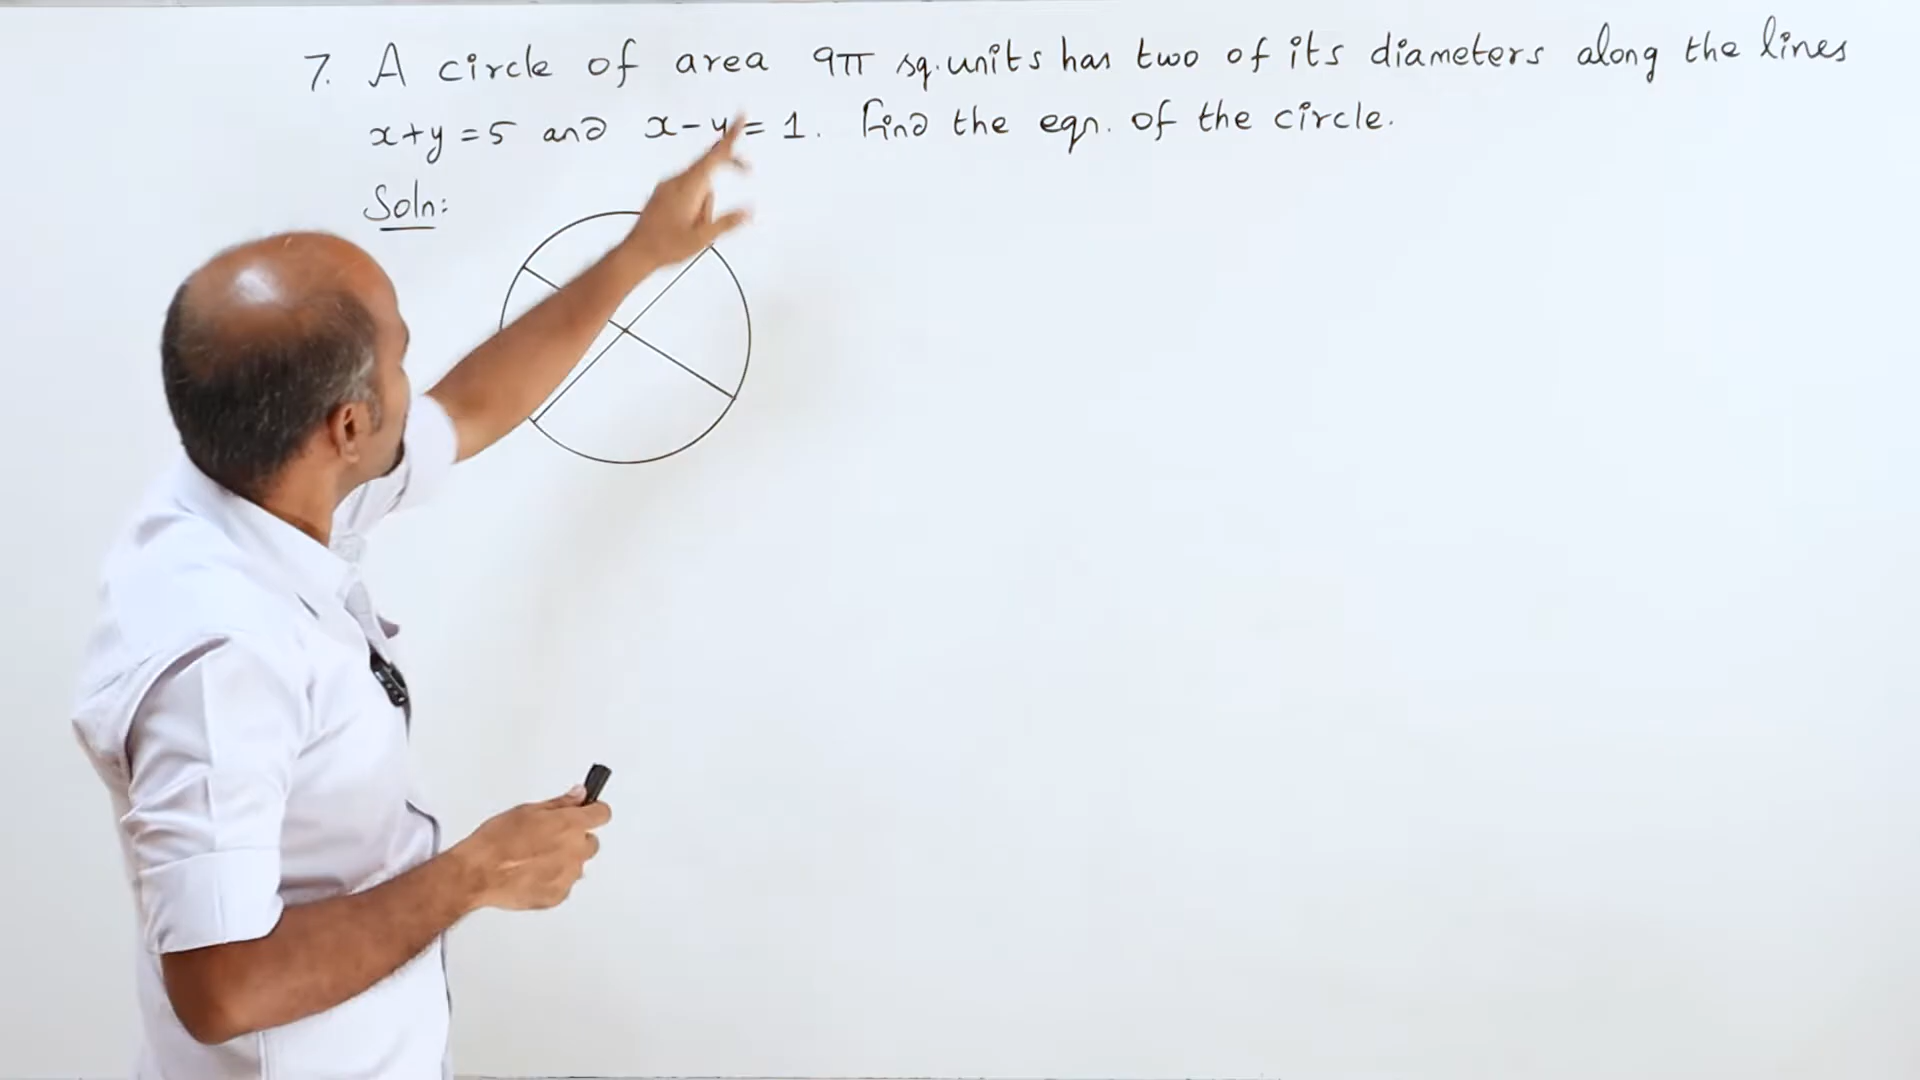 7. A circle of area 9π sq.units has two of its diameters along the lines
x+y=5 and x-y=1. Find the eqn. of the circle.
Soln: